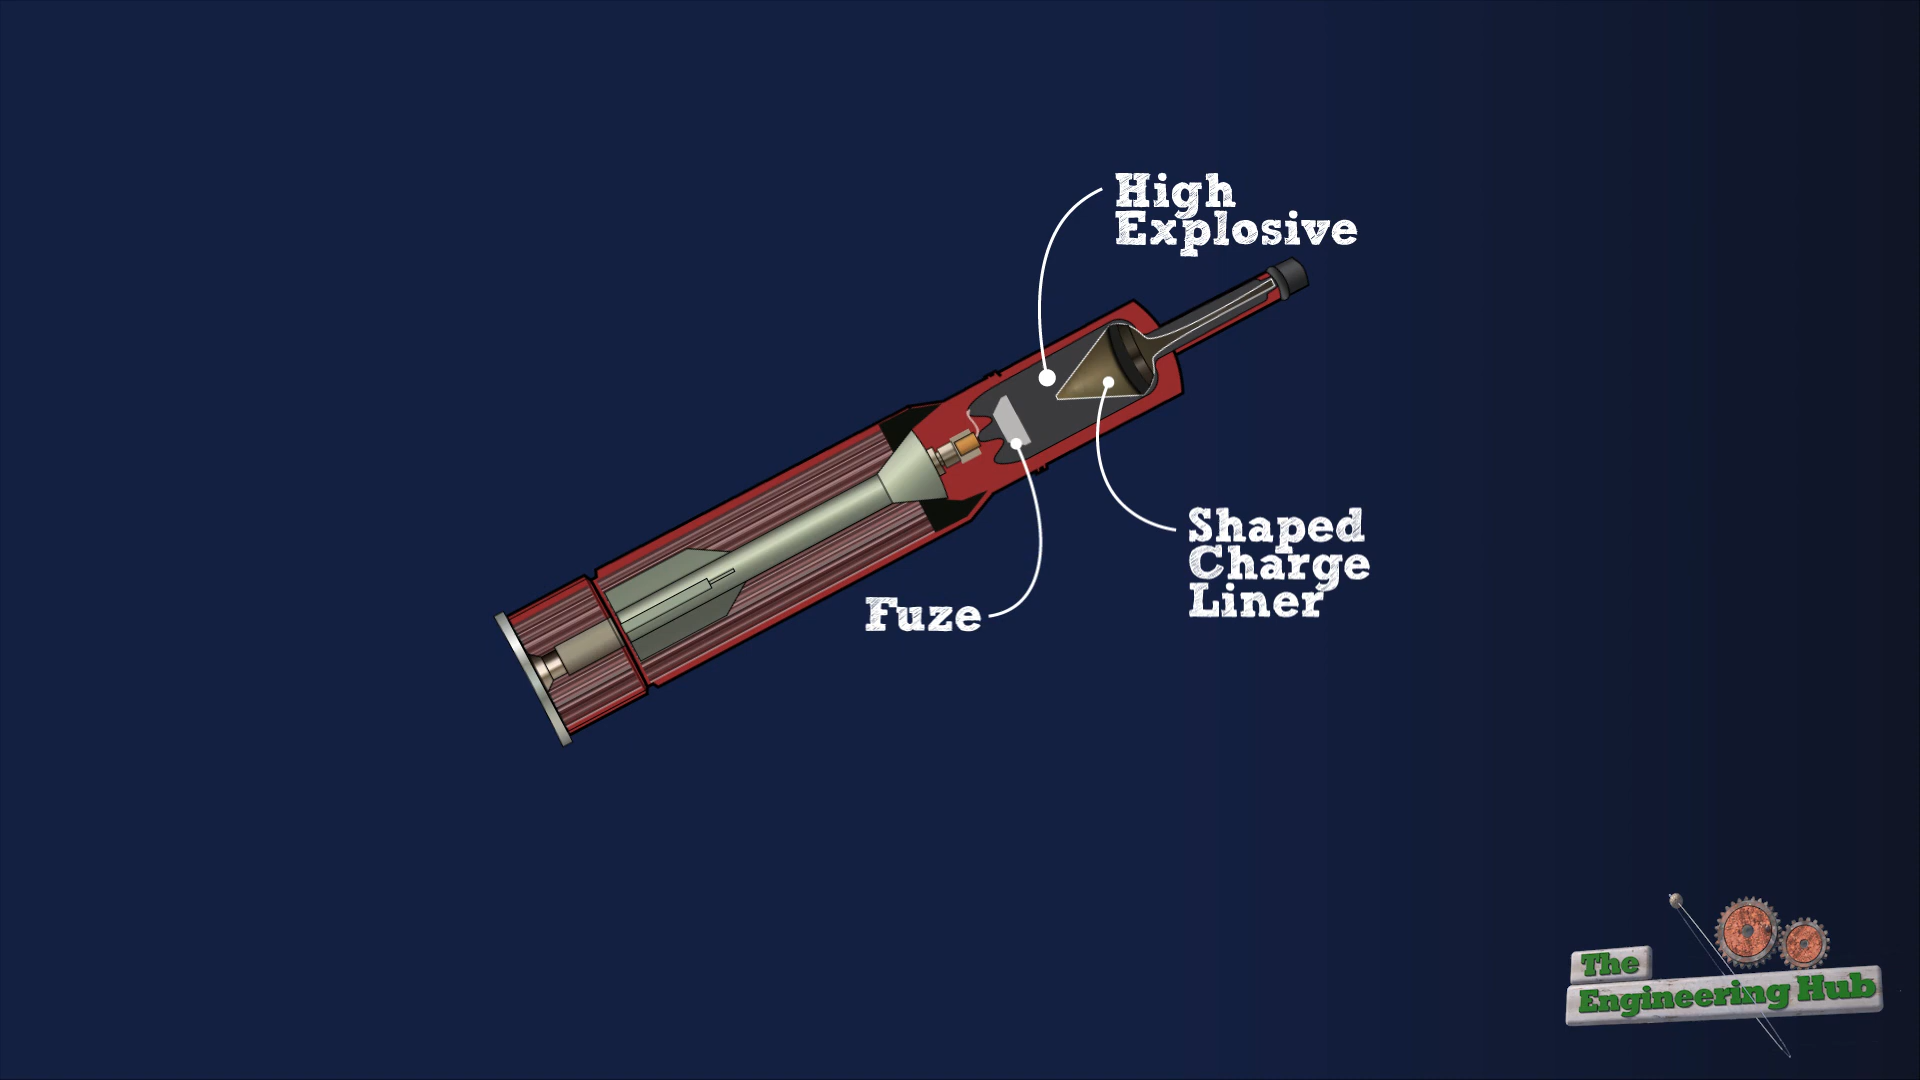 High
Explosive
Shaped
Charge
Liner
Fuze
The
Engineering Hub